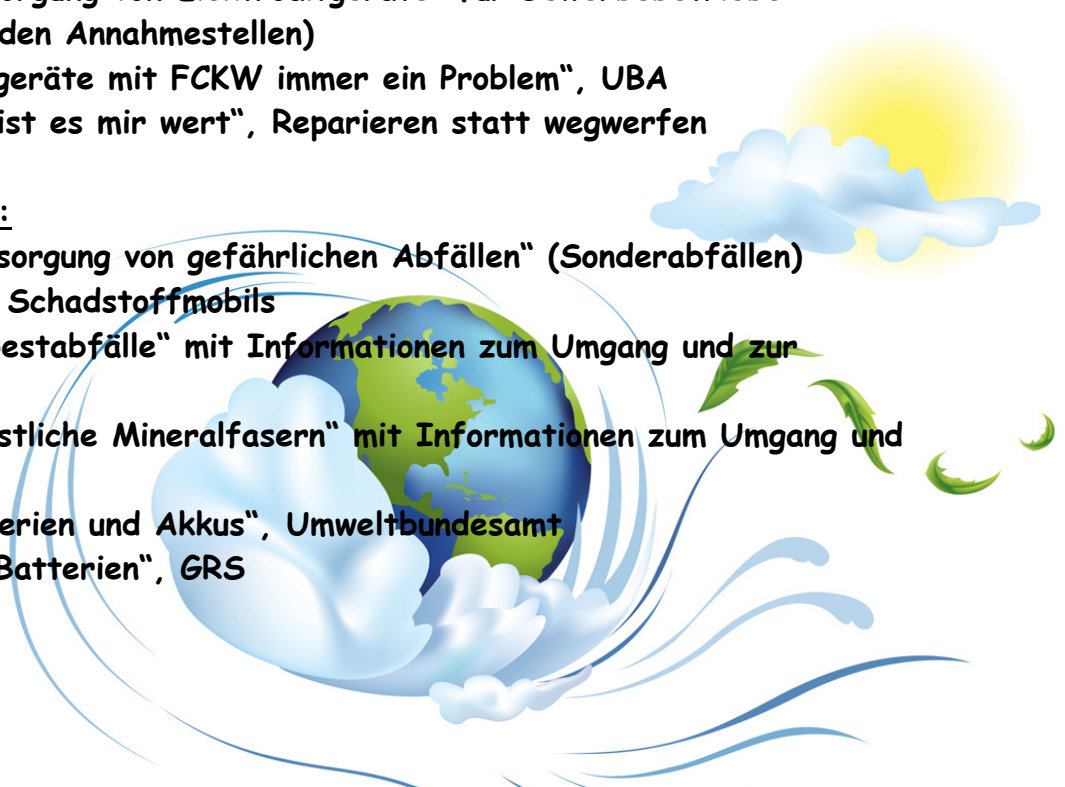 den Annahmestellen)
geräte mit FCKW immer ein Problem“, UBA
ist es mir wert“, Reparieren statt wegwerfen
:
sorgung von gefährlichen Abfällen“ (Sonderabfällen)
Schadstoffmobils
estabfälle“ mit Informationen zum Umgang und zur
stliche Mineralfasern“ mit Informationen zum Umgang und
erien und Akkus“, Umweltbundesamt
Batterien“, GRS